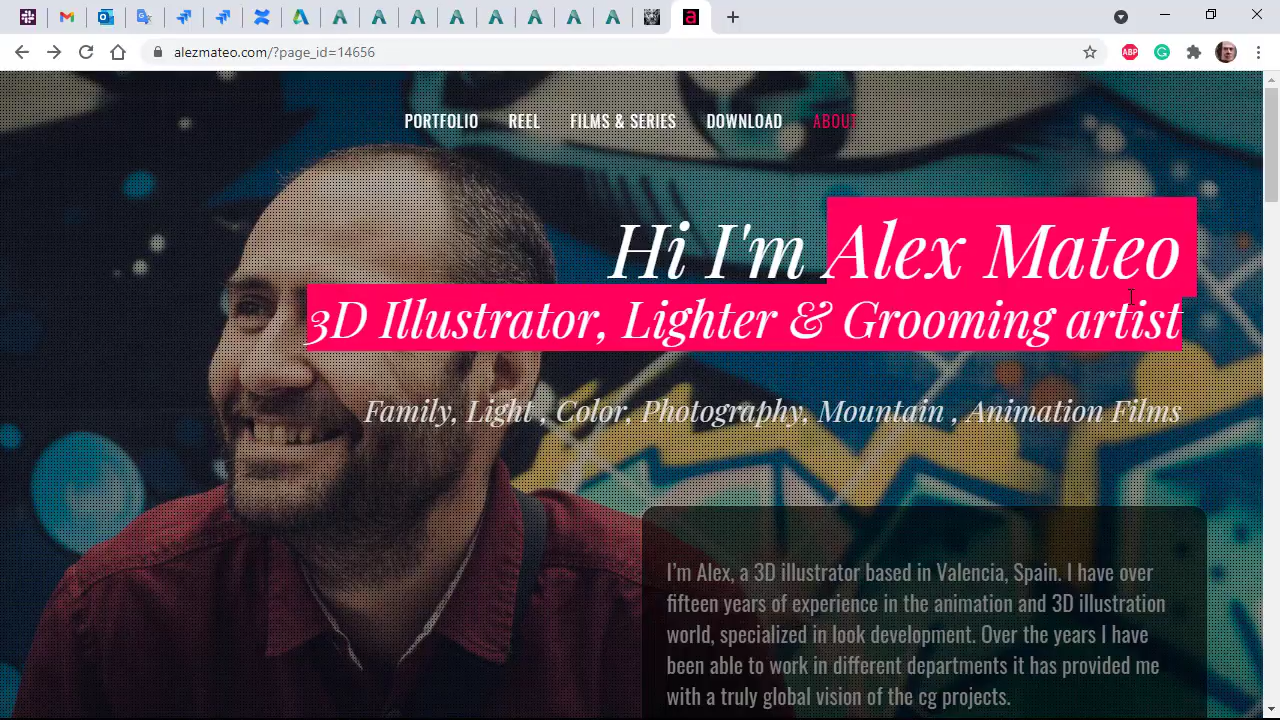 alezmateo.com/?page_id=14656
ABP
PORTFOLIO REEL FILMS & SERIES DOWNLOAD ABOUT
Hi I'm Alex Mateo
3D Illustrator, Lighter & Grooming artist
Family, Light , Color, Photography, Mountain , Animation Films
I'm Alex, a 3D illustrator based in Valencia, Spain. I have over
fifteen years of experience in the animation and 3D illustration
world, specialized in look development. Over the years I have
been able to work in different departments it has provided me
with a truly global vision of the cg projects.